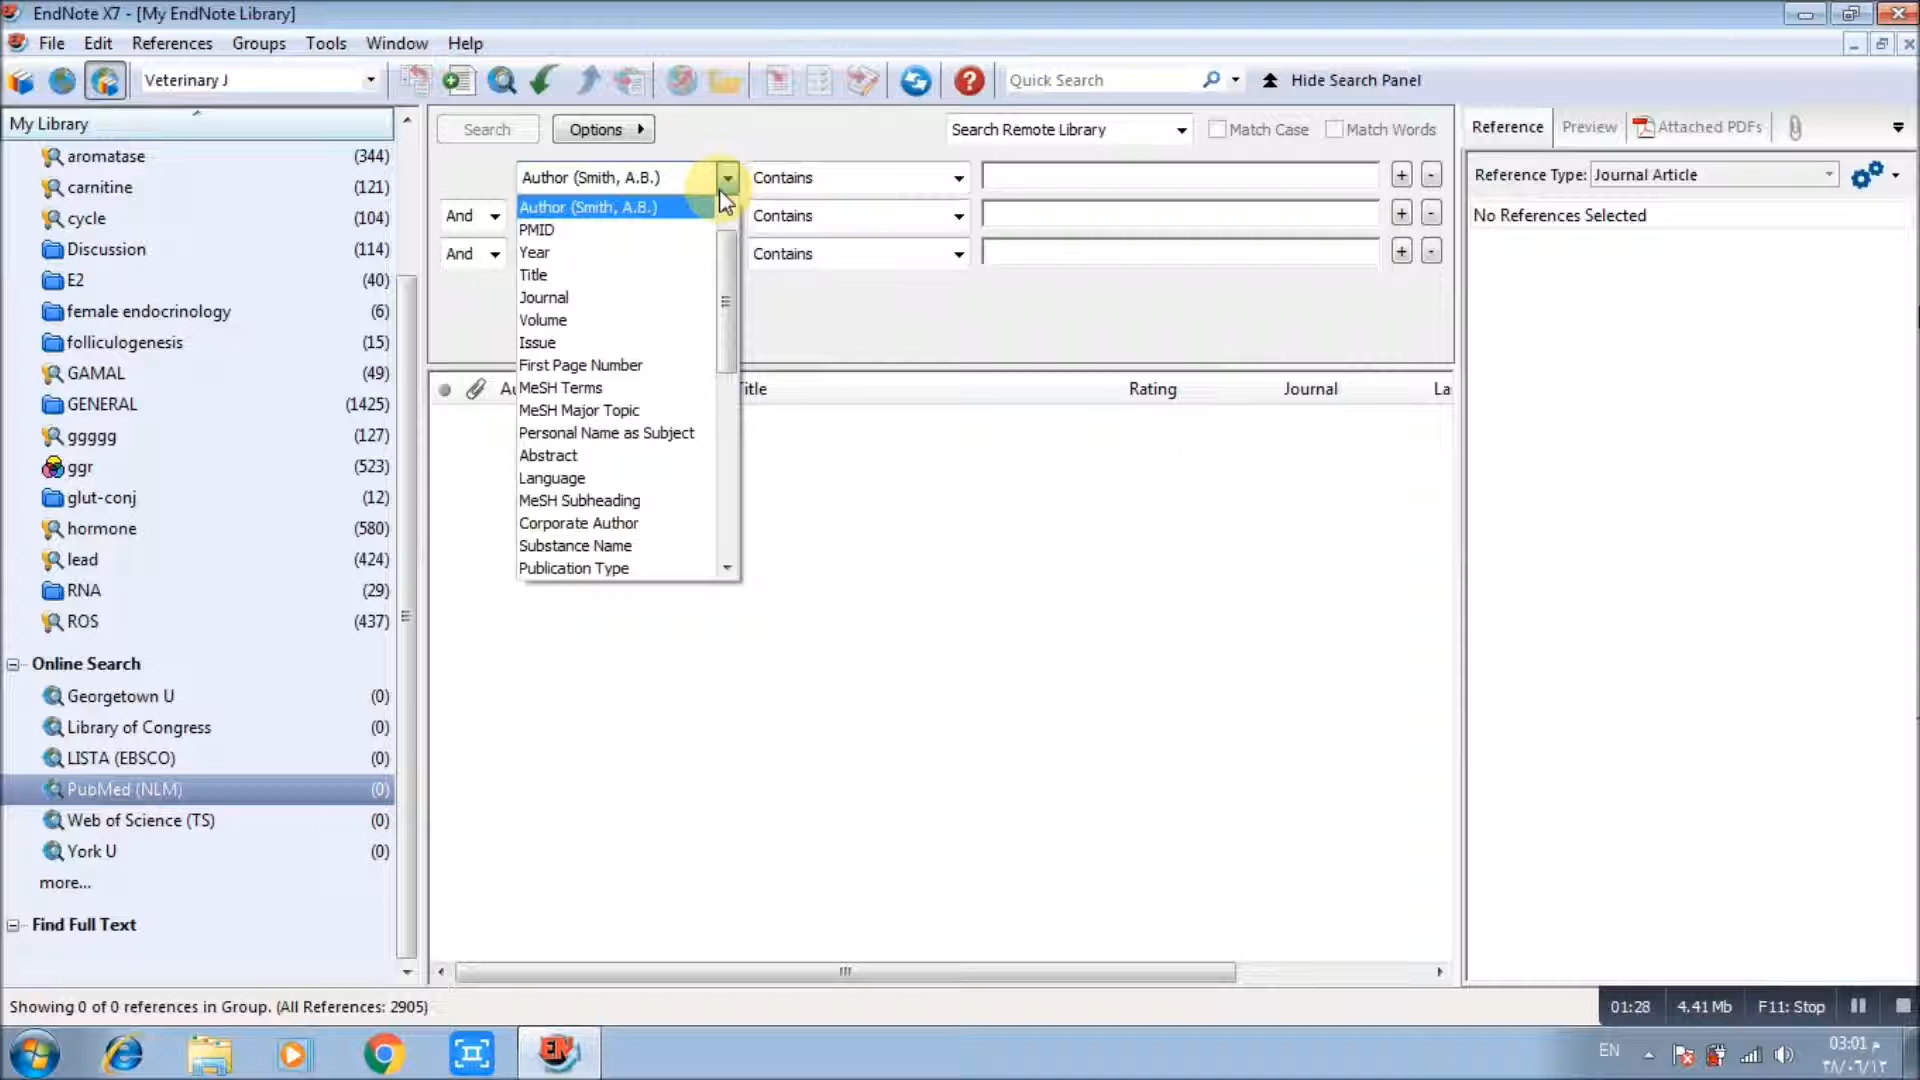 EndNote X7 - [My EndNote Library]
File Edit References Groups Tools Window Help
Veterinary J
Quick Search
Hide Search Panel
My Library
aromatase (344)
carnitine (121)
cycle (104)
Discussion (114)
E2 (40)
female endocrinology (6)
folliculogenesis (15)
GAMAL (49)
GENERAL (1425)
ggggg (127)
ggr (523)
glut-conj (12)
hormone (580)
lead (424)
RNA (29)
ROS (437)
Online Search
Georgetown U (0)
Library of Congress (0)
LISTA (EBSCO) (0)
PubMed (NLM) (0)
Web of Science (TS) (0)
York U (0)
more...
Find Full Text
Search Options Search Remote Library Match Case Match Words
Author (Smith, A.B.) Contains + -
And Contains + -
And Contains + -
Author (Smith, A.B.)
PMID
Year
Title
Journal
Volume
Issue
First Page Number
MeSH Terms
MeSH Major Topic
Personal Name as Subject
Abstract
Language
MeSH Subheading
Corporate Author
Substance Name
Publication Type
Au itle Rating Journal La
Reference Preview Attached PDFs
Reference Type: Journal Article
No References Selected
Showing 0 of 0 references in Group. (All References: 2905)
01:28 4.41 Mb F11: Stop
EN
03:01 م
٣٨/٠٦/١٢